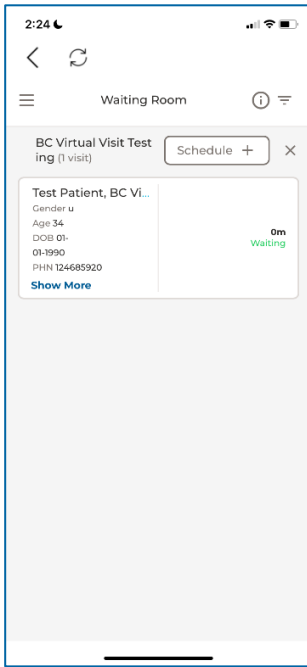 2:24
Waiting Room
BC Virtual Visit Test
ing (1 visit)
Schedule +
Test Patient, BC Vi...
Gender u
Age 34
DOB 01-
01-1990
PHN 124685920
Show More
0m
Waiting